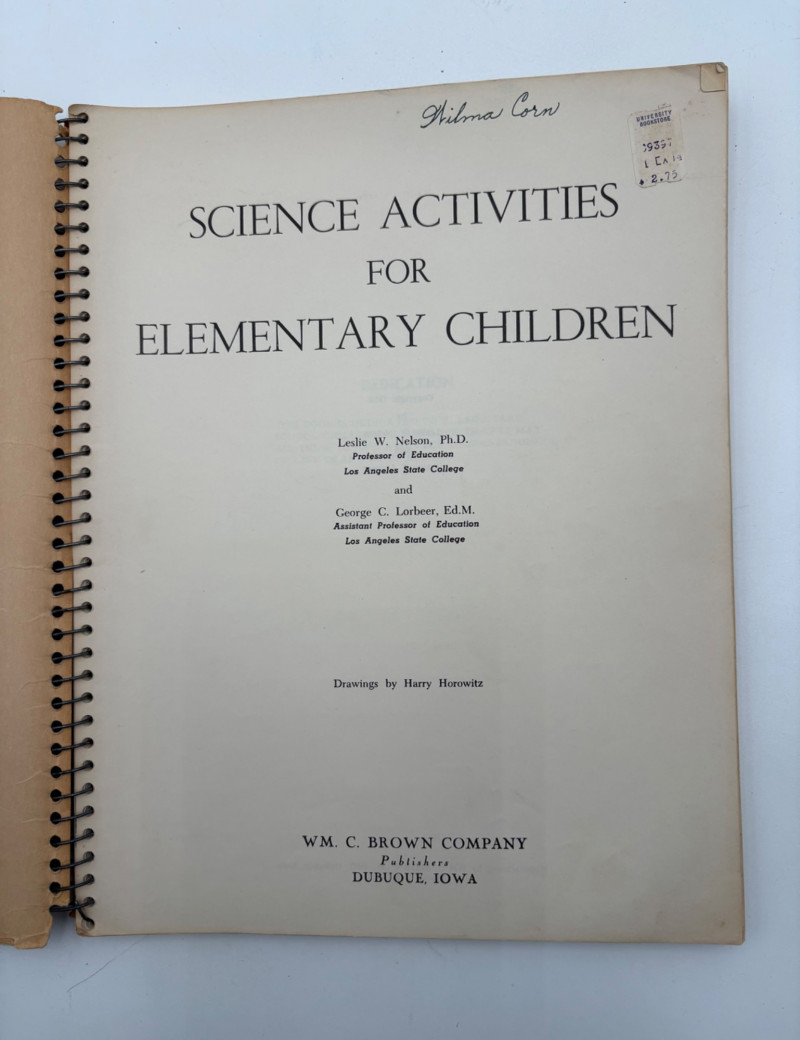 Wilma Corn
UNIVERSITY
BOOKSTORE
2.75
SCIENCE ACTIVITIES
FOR
ELEMENTARY CHILDREN
Leslie W. Nelson, Ph.D.
Professor of Education
Los Angeles State College
and
George C. Lorbeer, Ed.M.
Assistant Professor of Education
Los Angeles State College
Drawings by Harry Horowitz
WM. C. BROWN COMPANY
Publishers
DUBUQUE, IOWA